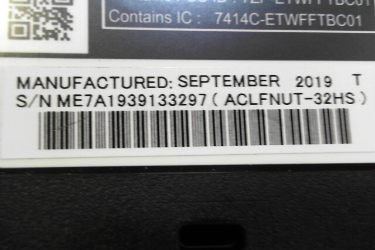 Contains IC : 7414C-ETWFFTBC01
MANUFACTURED: SEPTEMBER 2019 T
S/N ME7A1939133297 ( ACLFNUT-32HS )